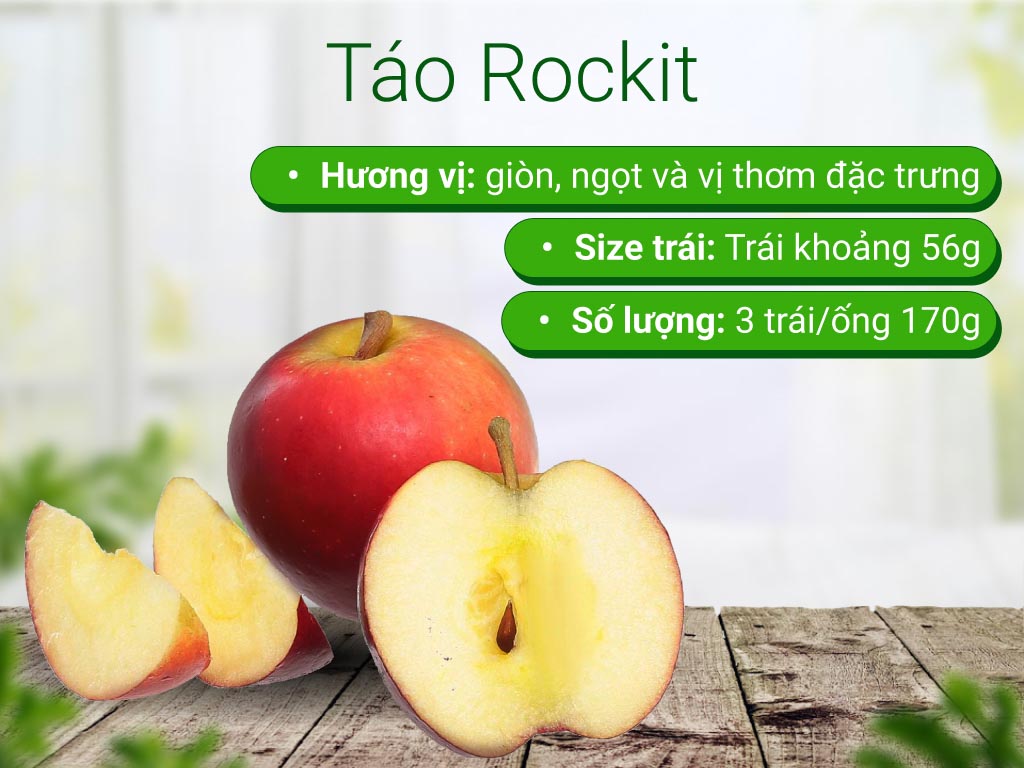 Táo Rockit
• Hương vị: giòn, ngọt và vị thơm đặc trưng
• Size trái: Trái khoảng 56g
• Số lượng: 3 trái/ống 170g